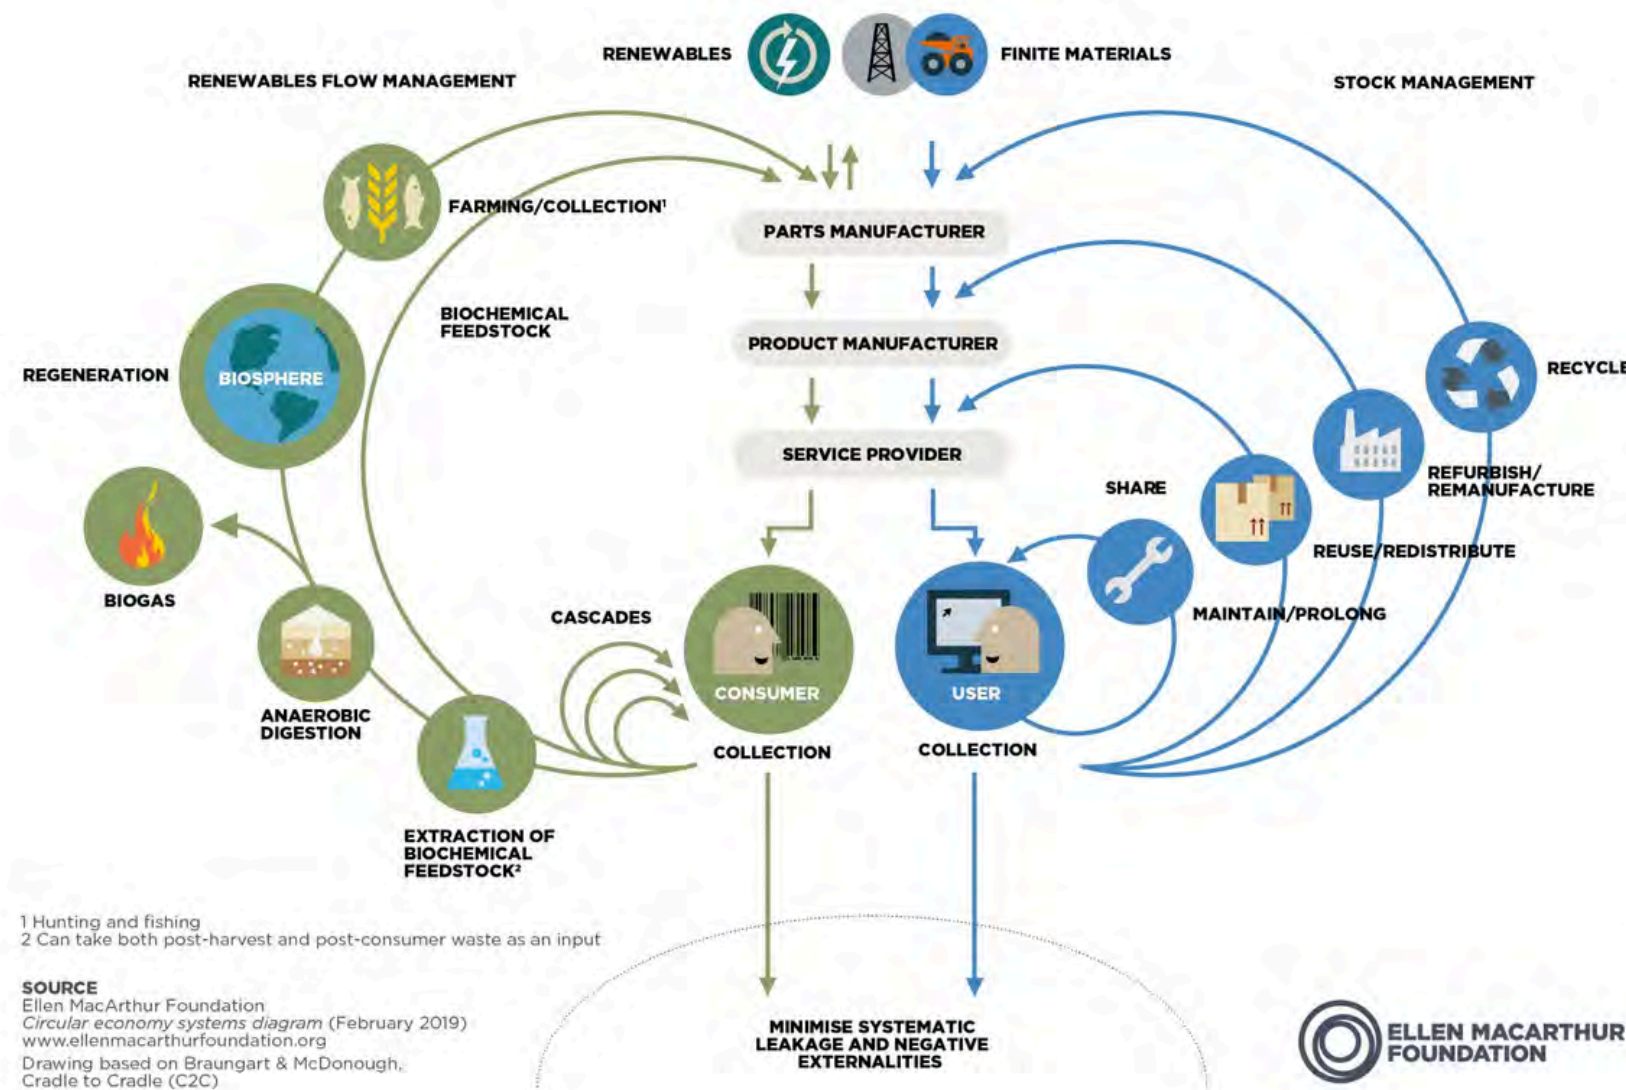 RENEWABLES
FINITE MATERIALS
RENEWABLES FLOW MANAGEMENT
STOCK MANAGEMENT
FARMING/COLLECTION¹
PARTS MANUFACTURER
BIOCHEMICAL
FEEDSTOCK
PRODUCT MANUFACTURER
REGENERATION
BIOSPHERE
RECYCLE
SERVICE PROVIDER
SHARE
REFURBISH/
REMANUFACTURE
REUSE/REDISTRIBUTE
BIOGAS
CASCADES
MAINTAIN/PROLONG
CONSUMER
USER
ANAEROBIC
DIGESTION
COLLECTION
COLLECTION
EXTRACTION OF
BIOCHEMICAL
FEEDSTOCK²
1 Hunting and fishing
2 Can take both post-harvest and post-consumer waste as an input
SOURCE
Ellen MacArthur Foundation
Circular economy systems diagram (February 2019)
www.ellenmacarthurfoundation.org
Drawing based on Braungart & McDonough,
Cradle to Cradle (C2C)
MINIMISE SYSTEMATIC
LEAKAGE AND NEGATIVE
EXTERNALITIES
ELLEN MACARTHUR
FOUNDATION